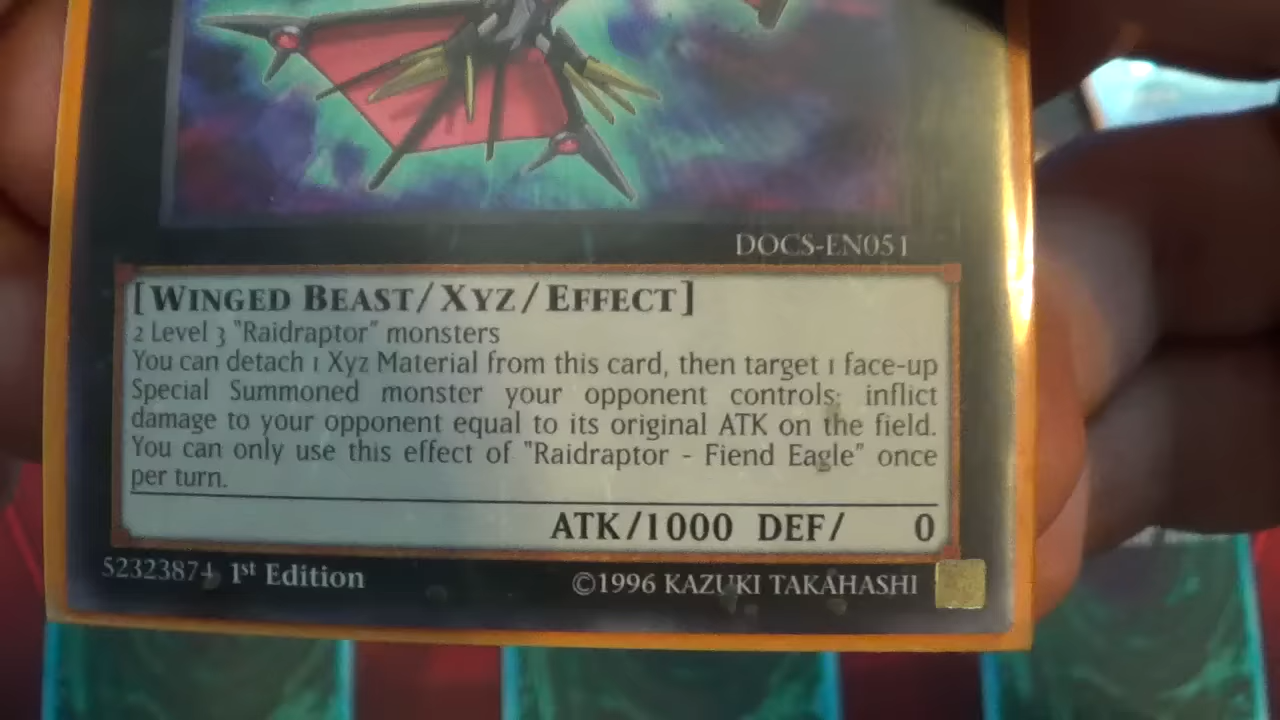 DOCS-EN051
[WINGED BEAST/XYZ/EFFECT]
2 Level 3 "Raidraptor" monsters
You can detach 1 Xyz Material from this card, then target 1 face-up
Special Summoned monster your opponent controls; inflict
damage to your opponent equal to its original ATK on the field.
You can only use this effect of "Raidraptor - Fiend Eagle" once
per turn.
ATK/1000 DEF/ 0
52323874 1st Edition ©1996 KAZUKI TAKAHASHI